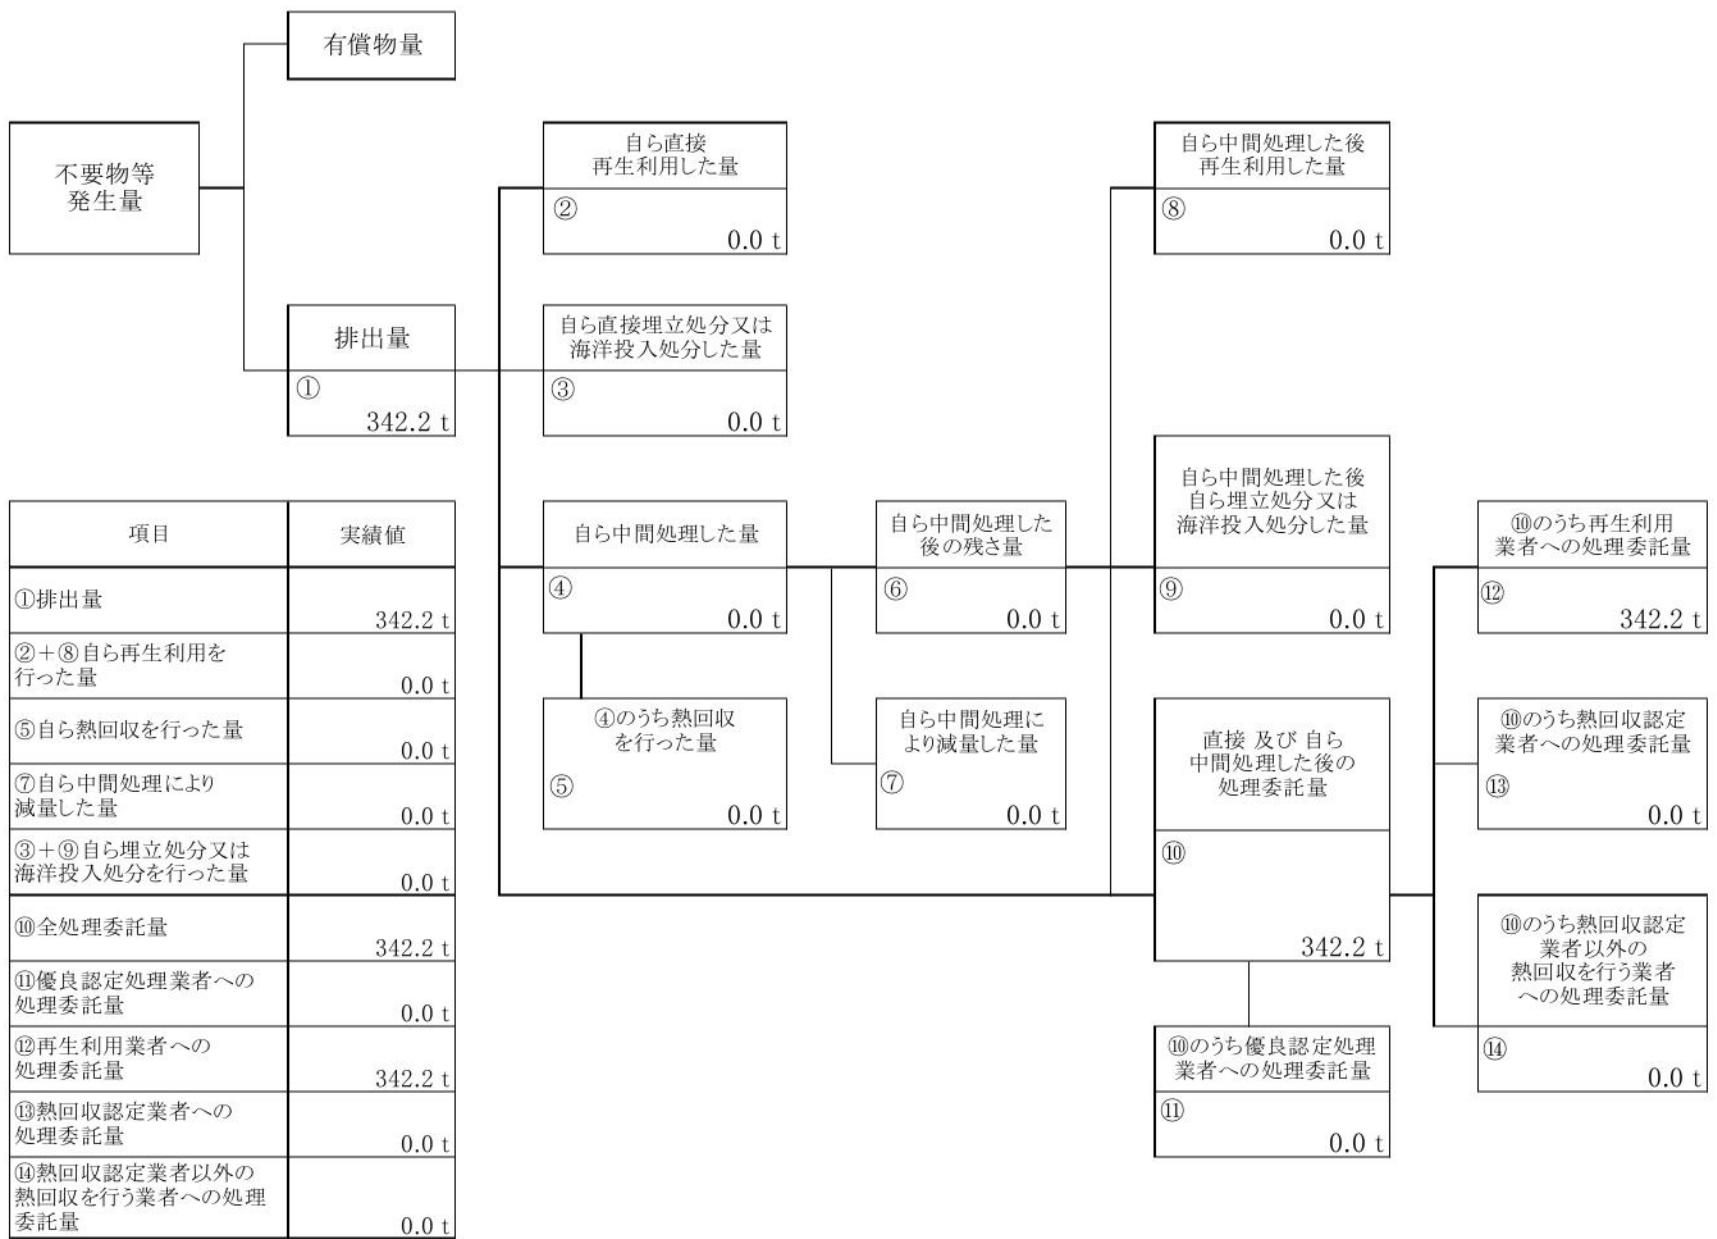 有償物量
不要物等
発生量
自ら直接
再生利用した量
②
0.0 t
自ら中間処理した後
再生利用した量
⑧
0.0 t
排出量
①
342.2 t
自ら直接埋立処分又は
海洋投入処分した量
③
0.0 t
自ら中間処理した量
④
0.0 t
自ら中間処理した
後の残さ量
⑥
0.0 t
自ら中間処理した後
自ら埋立処分又は
海洋投入処分した量
⑨
0.0 t
⑩のうち再生利用
業者への処理委託量
⑫
342.2 t
④のうち熱回収
を行った量
⑤
0.0 t
自ら中間処理に
より減量した量
⑦
0.0 t
直接 及び 自ら
中間処理した後の
処理委託量
⑩
342.2 t
⑩のうち熱回収認定
業者への処理委託量
⑬
0.0 t
⑩のうち熱回収認定
業者以外の
熱回収を行う業者
への処理委託量
⑭
0.0 t
⑩のうち優良認定処理
業者への処理委託量
⑪
0.0 t
項目 実績値
①排出量
342.2 t
②＋⑧自ら再生利用を
行った量
0.0 t
⑤自ら熱回収を行った量
0.0 t
⑦自ら中間処理により
減量した量
0.0 t
③＋⑨自ら埋立処分又は
海洋投入処分を行った量
0.0 t
⑩全処理委託量
342.2 t
⑪優良認定処理業者への
処理委託量
0.0 t
⑫再生利用業者への
処理委託量
342.2 t
⑬熱回収認定業者への
処理委託量
0.0 t
⑭熱回収認定業者以外の
熱回収を行う業者への処理
委託量
0.0 t